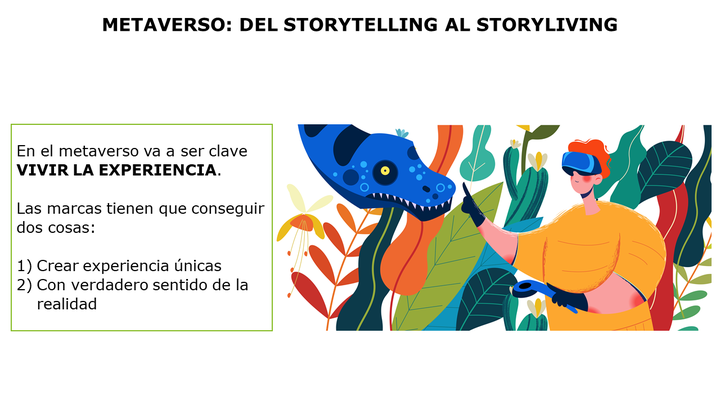 METAVERSO: DEL STORYTELLING AL STORYLIVING
En el metaverso va a ser clave
VIVIR LA EXPERIENCIA.
Las marcas tienen que conseguir
dos cosas:
1) Crear experiencia únicas
2) Con verdadero sentido de la
realidad